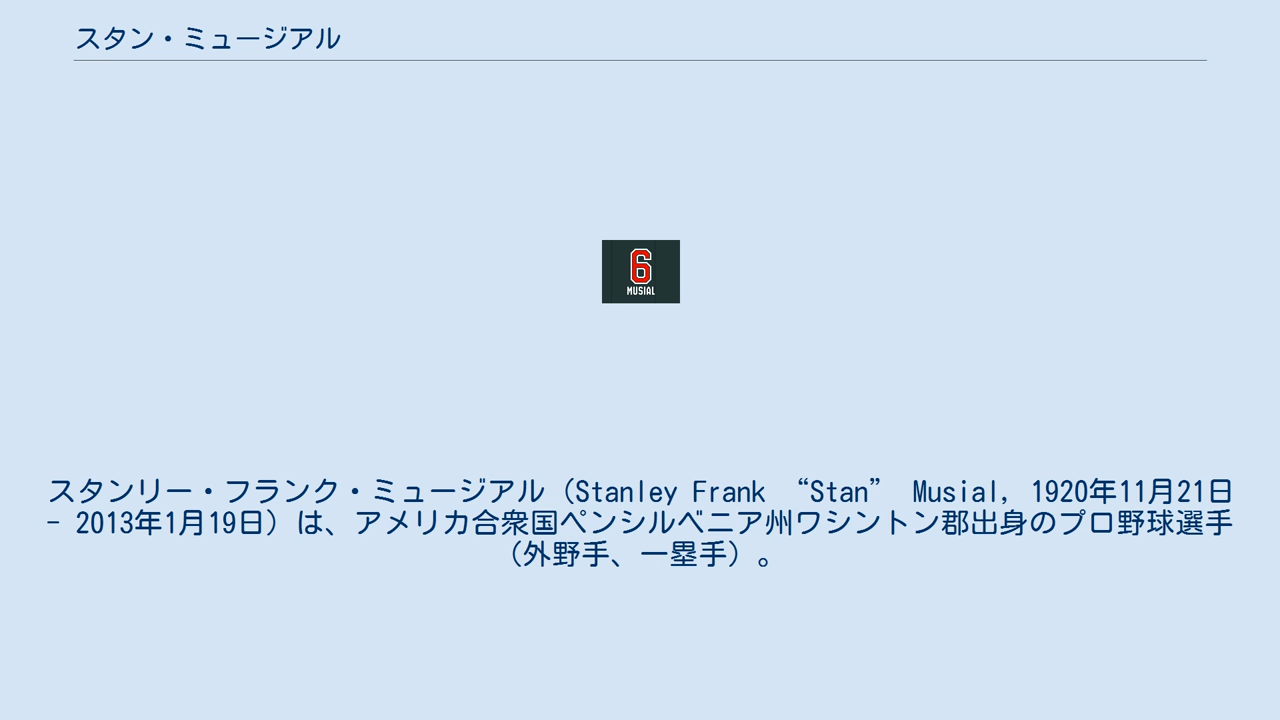 スタン・ミュージアル
6
MUSIAL
スタンリー・フランク・ミュージアル（Stanley Frank “Stan” Musial, 1920年11月21日
- 2013年1月19日）は、アメリカ合衆国ペンシルベニア州ワシントン郡出身のプロ野球選手
（外野手、一塁手）。